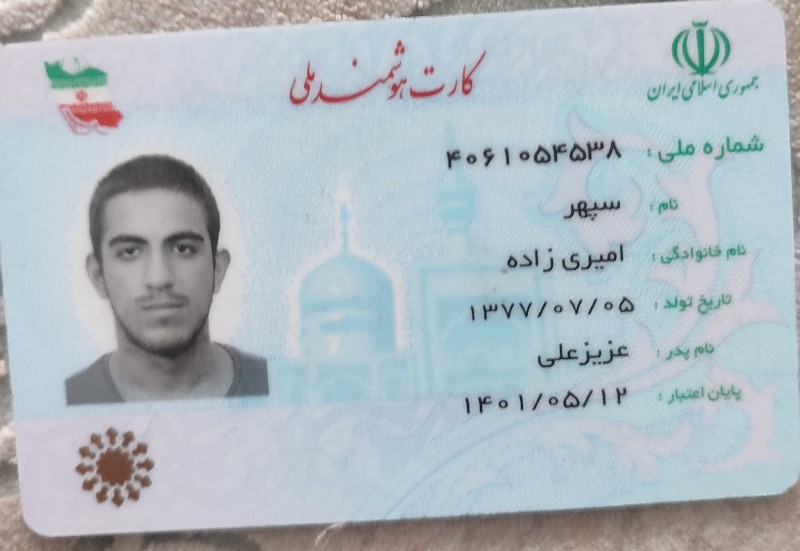 کارت هوشمند ملی
جمهوری اسلامی ایران
شماره ملی: ۴۰۶۱۰۵۴۵۳۸
نام: سپهر
نام خانوادگی: امیری زاده
تاریخ تولد: ۱۳۷۷/۰۷/۰۵
نام پدر: عزیزعلی
پایان اعتبار: ۱۴۰۱/۰۵/۱۲